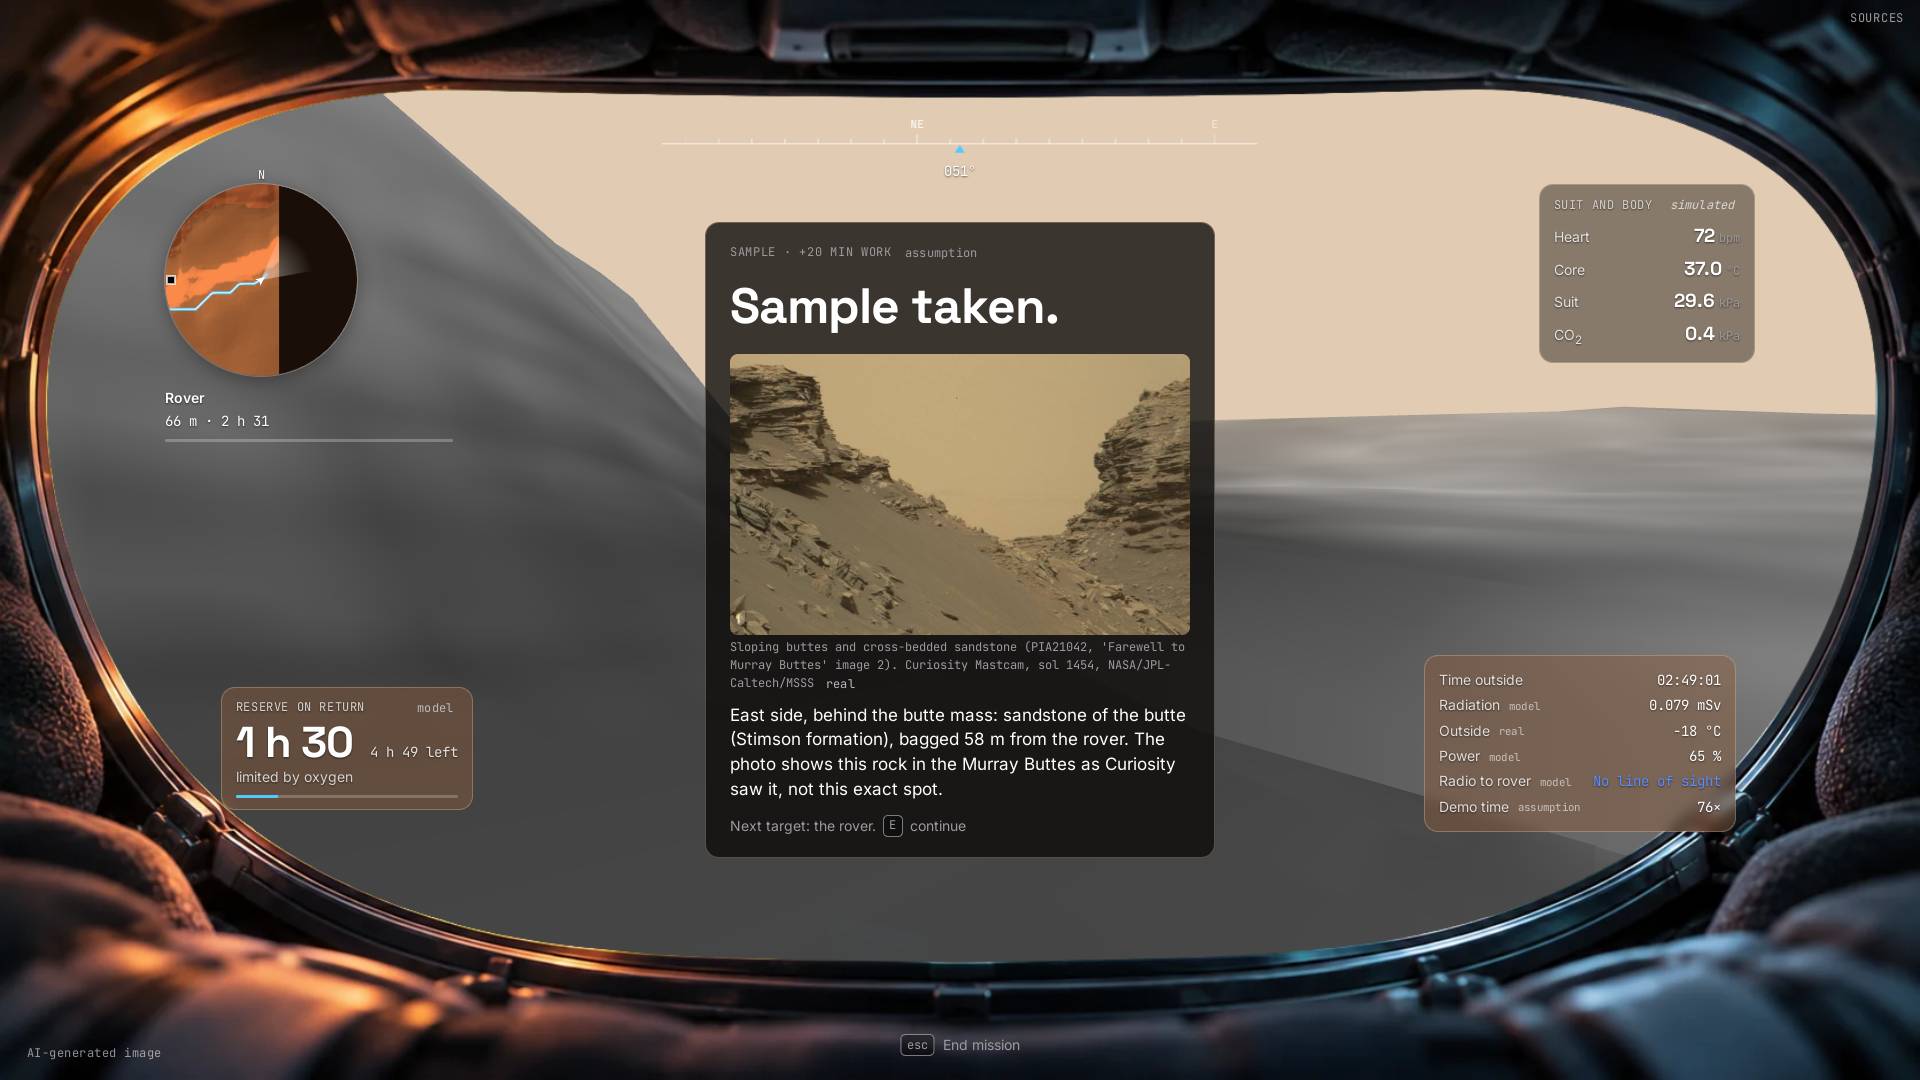 SOURCES
NE
E
051°
N
Rover
66 m · 2 h 31
SUIT AND BODY simulated
Heart 72 bpm
Core 37.0 °C
Suit 29.6 kPa
CO2 0.4 kPa
SAMPLE · +20 MIN WORK assumption
Sample taken.
Sloping buttes and cross-bedded sandstone (PIA21042, 'Farewell to
Murray Buttes' image 2). Curiosity Mastcam, sol 1454, NASA/JPL-
Caltech/MSSS real
East side, behind the butte mass: sandstone of the butte
(Stimson formation), bagged 58 m from the rover. The
photo shows this rock in the Murray Buttes as Curiosity
saw it, not this exact spot.
Next target: the rover. E continue
RESERVE ON RETURN model
1 h 30 4 h 49 left
limited by oxygen
Time outside 02:49:01
Radiation model 0.079 mSv
Outside real -18 °C
Power model 65 %
Radio to rover model No line of sight
Demo time assumption 76×
esc End mission
AI-generated image